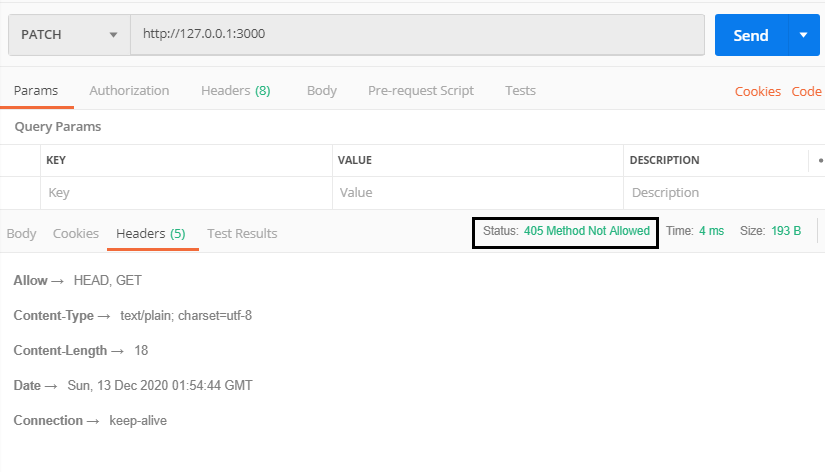 PATCH http://127.0.0.1:3000 Send
Params Authorization Headers (8) Body Pre-request Script Tests Cookies Code
Query Params
KEY VALUE DESCRIPTION
Key Value Description
Body Cookies Headers (5) Test Results Status: 405 Method Not Allowed Time: 4 ms Size: 193 B
Allow → HEAD, GET
Content-Type → text/plain; charset=utf-8
Content-Length → 18
Date → Sun, 13 Dec 2020 01:54:44 GMT
Connection → keep-alive